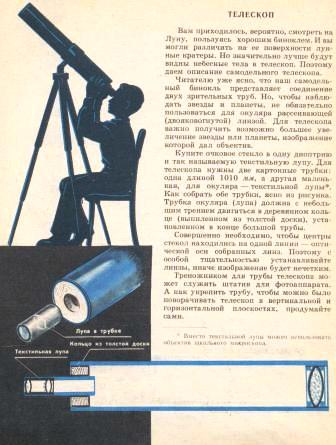 ТЕЛЕСКОП
Вам приходилось, вероятно, смотреть на
Луну, пользуясь хорошим биноклем. И вы
могли различить на ее поверхности лун-
ные кратеры. Но значительно лучше будут
видны небесные тела в телескоп. Поэтому
даем описание самодельного телескопа.
Читателю уже ясно, что наш самодель-
ный бинокль представляет соединение
двух зрительных труб. Но, чтобы наблю-
дать звезды и планеты, не обязательно
пользоваться для окуляра рассеивающей
(двояковогнутой) линзой. Для телескопа
важно получить возможно большее уве-
личение звезды или планеты, изображение
которой дал объектив.
Купите очковое стекло в одну диоптрию
и так называемую текстильную лупу. Для
телескопа нужны две картонные трубки:
одна длиной 1010 мм, а другая малень-
кая, для окуляра — текстильной лупы*.
Как собрать обе трубки, ясно из рисунка.
Трубка окуляра (лупа) должна с неболь-
шим трением двигаться в деревянном коль-
це (выпиленном из толстой доски), уста-
новленном в конце большой трубы.
Совершенно необходимо, чтобы центры
стекол находились на одной линии — опти-
ческой оси собранных линз. Поэтому с
особой тщательностью устанавливайте
линзы, иначе изображение будет нечетким.
Треножником для трубы телескопа мо-
жет служить штатив для фотоаппарата.
А как укрепить трубу, чтобы можно было
поворачивать телескоп в вертикальной и
горизонтальной плоскостях, продумайте
сами.
* Вместо текстильной лупы можно использовать
объектив школьного микроскопа.
Лупа в трубке
Кольцо из толстой доски
Текстильная лупа